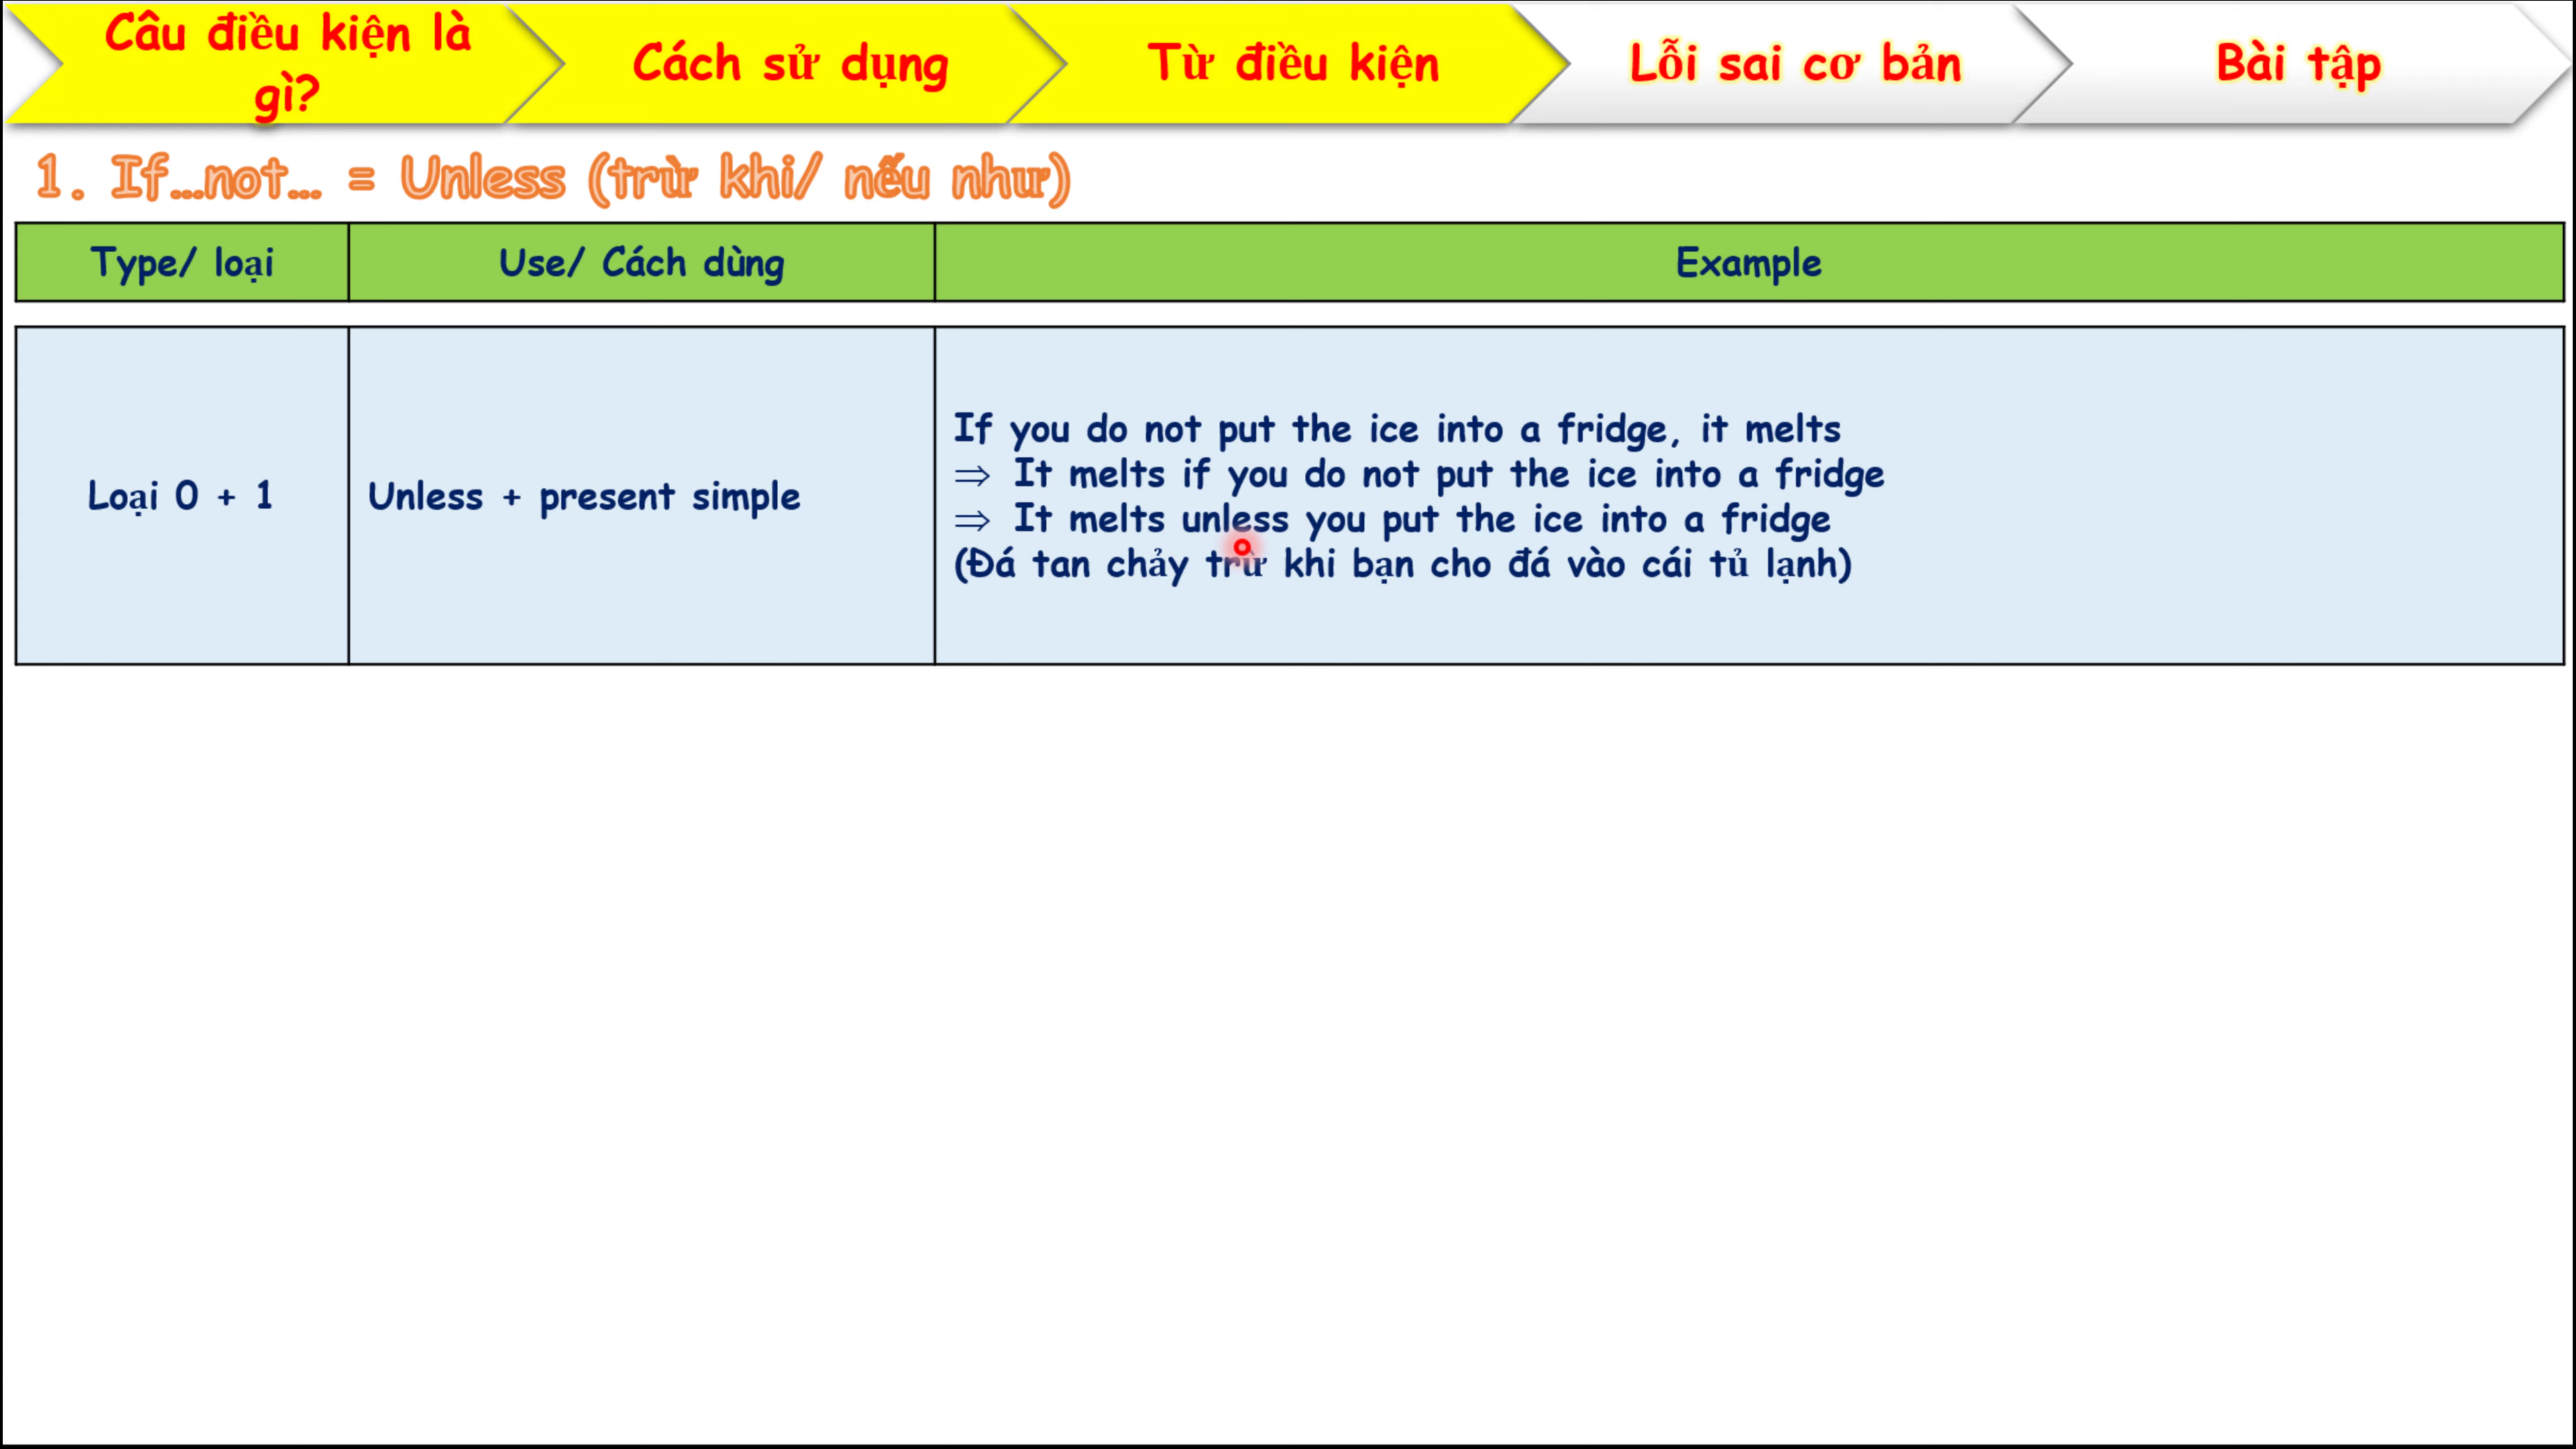 Câu điều kiện là
gì?
Cách sử dụng
Từ điều kiện
Lỗi sai cơ bản
Bài tập
1. If...not... = Unless (trừ khi/ nếu như)
Type/ loại
Use/ Cách dùng
Example
Loại 0 + 1
Unless + present simple
If you do not put the ice into a fridge, it melts
⇒ It melts if you do not put the ice into a fridge
⇒ It melts unless you put the ice into a fridge
(Đá tan chảy trừ khi bạn cho đá vào cái tủ lạnh)